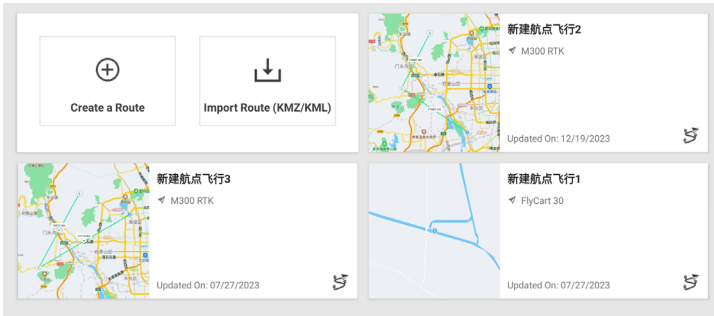 Create a Route
Import Route (KMZ/KML)
新建航点飞行2
M300 RTK
Updated On: 12/19/2023
新建航点飞行3
M300 RTK
Updated On: 07/27/2023
新建航点飞行1
FlyCart 30
Updated On: 07/27/2023